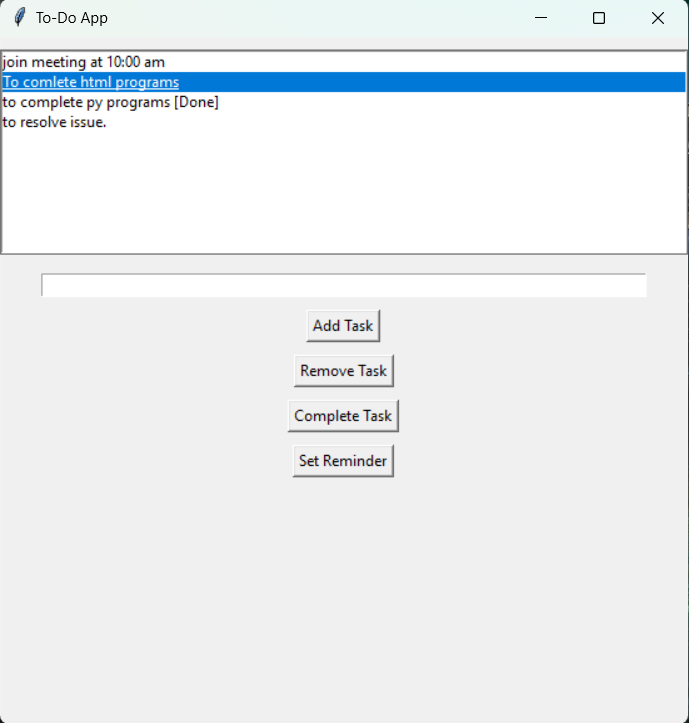 To-Do App
join meeting at 10:00 am
To comlete html programs
to complete py programs [Done]
to resolve issue.
Add Task
Remove Task
Complete Task
Set Reminder